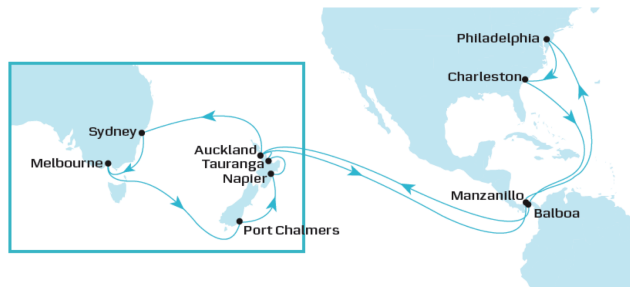 Philadelphia
Charleston
Sydney
Auckland
Melbourne
Tauranga
Napier
Manzanillo
Balboa
Port Chalmers